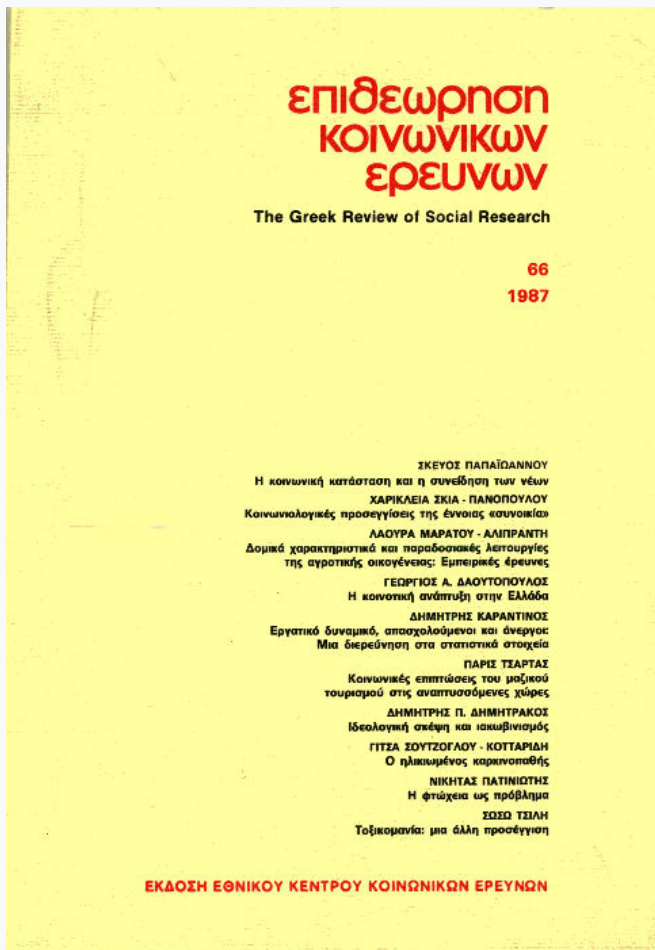 επιθεωρηση
κοινωνικων
ερευνων
The Greek Review of Social Research
66
1987
ΣΚΕΥΟΣ ΠΑΠΑΪΩΑΝΝΟΥ
Η κοινωνική κατάσταση και η συνείδηση των νέων
ΧΑΡΙΚΛΕΙΑ ΣΚΙΑ - ΠΑΝΟΠΟΥΛΟΥ
Κοινωνιολογικές προσεγγίσεις της έννοιας «συνοικία»
ΛΑΟΥΡΑ ΜΑΡΑΤΟΥ - ΑΛΙΠΡΑΝΤΗ
Δομικά χαρακτηριστικά και παραδοσιακές λειτουργίες
της αγροτικής οικογένειας: Εμπειρικές έρευνες
ΓΕΩΡΓΙΟΣ Α. ΔΑΟΥΤΟΠΟΥΛΟΣ
Η κοινοτική ανάπτυξη στην Ελλάδα
ΔΗΜΗΤΡΗΣ ΚΑΡΑΝΤΙΝΟΣ
Εργατικό δυναμικό, απασχολούμενοι και άνεργοι:
Μια διερεύνηση στα στατιστικά στοιχεία
ΠΑΡΙΣ ΤΣΑΡΤΑΣ
Κοινωνικές επιπτώσεις του μαζικού
τουρισμού στις αναπτυσσόμενες χώρες
ΔΗΜΗΤΡΗΣ Π. ΔΗΜΗΤΡΑΚΟΣ
Ιδεολογική σκέψη και ιακωβινισμός
ΓΙΤΣΑ ΣΟΥΤΖΟΓΛΟΥ - ΚΟΤΤΑΡΙΔΗ
Ο ηλικιωμένος καρκινοπαθής
ΝΙΚΗΤΑΣ ΠΑΤΙΝΙΩΤΗΣ
Η φτώχεια ως πρόβλημα
ΣΩΣΩ ΤΣΙΛΗ
Τοξικομανία: μια άλλη προσέγγιση
ΕΚΔΟΣΗ ΕΘΝΙΚΟΥ ΚΕΝΤΡΟΥ ΚΟΙΝΩΝΙΚΩΝ ΕΡΕΥΝΩΝ